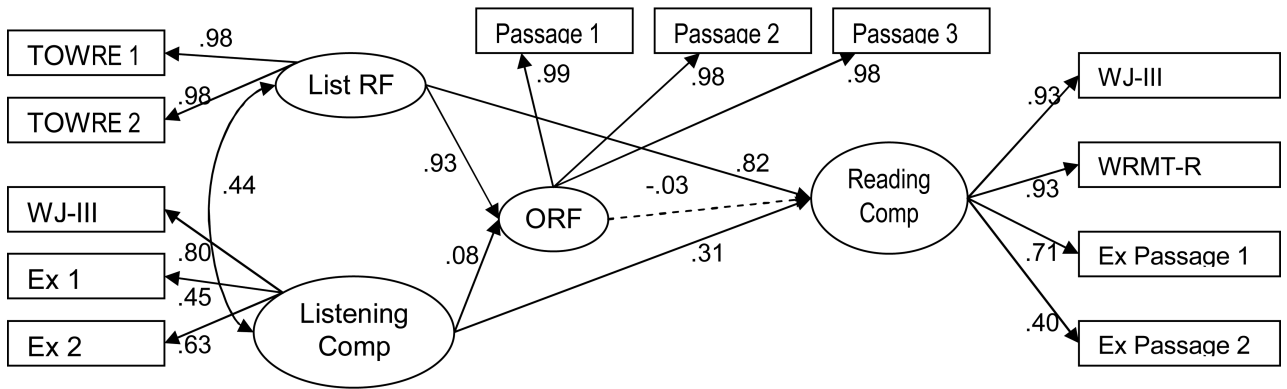 Passage 1
Passage 2
Passage 3
TOWRE 1
.98
List RF
.99
.98
.98
WJ-III
.93
TOWRE 2
.98
.93
.82
WRMT-R
.93
.44
-.03
Reading
Comp
WJ-III
.80
ORF
.08
.31
Ex 1
.45
.71
Ex Passage 1
Listening
Comp
Ex 2
.63
.40
Ex Passage 2